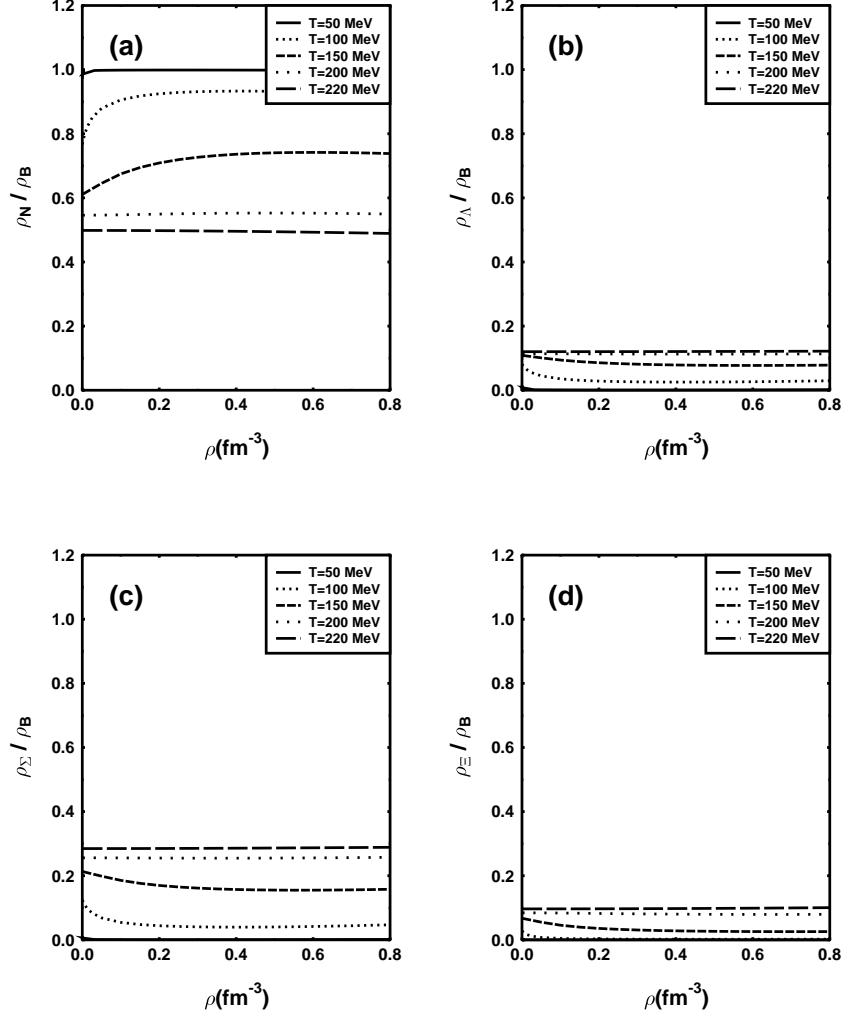 (a)
T=50 MeV
T=100 MeV
T=150 MeV
T=200 MeV
T=220 MeV
1.2
1.0
0.8
0.6
0.4
0.2
0.0
ρN / ρB
0.0 0.2 0.4 0.6 0.8
ρ(fm-3)
(b)
T=50 MeV
T=100 MeV
T=150 MeV
T=200 MeV
T=220 MeV
1.2
1.0
0.8
0.6
0.4
0.2
0.0
ρΛ / ρB
0.0 0.2 0.4 0.6 0.8
ρ(fm-3)
(c)
T=50 MeV
T=100 MeV
T=150 MeV
T=200 MeV
T=220 MeV
1.2
1.0
0.8
0.6
0.4
0.2
0.0
ρΣ / ρB
0.0 0.2 0.4 0.6 0.8
ρ(fm-3)
(d)
T=50 MeV
T=100 MeV
T=150 MeV
T=200 MeV
T=220 MeV
1.2
1.0
0.8
0.6
0.4
0.2
0.0
ρΞ / ρB
0.0 0.2 0.4 0.6 0.8
ρ(fm-3)